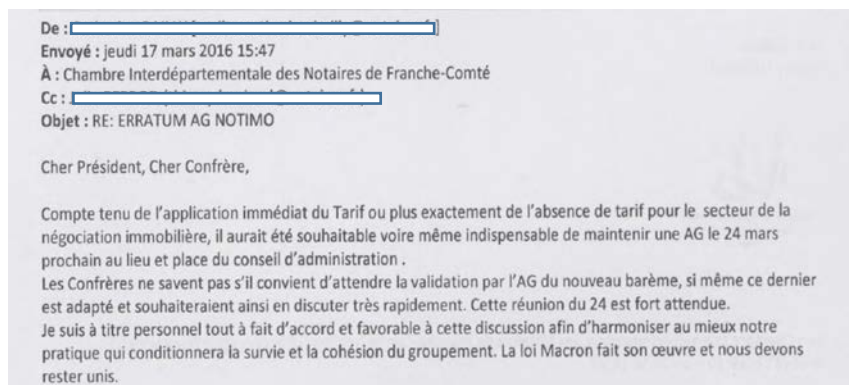 De :
Envoyé : jeudi 17 mars 2016 15:47
À : Chambre Interdépartementale des Notaires de Franche-Comté
Cc :
Objet : RE: ERRATUM AG NOTIMO
Cher Président, Cher Confrère,
Compte tenu de l'application immédiat du Tarif ou plus exactement de l'absence de tarif pour le secteur de la
négociation immobilière, il aurait été souhaitable voire même indispensable de maintenir une AG le 24 mars
prochain au lieu et place du conseil d'administration .
Les Confrères ne savent pas s'il convient d'attendre la validation par l'AG du nouveau barème, si même ce dernier
est adapté et souhaiteraient ainsi en discuter très rapidement. Cette réunion du 24 est fort attendue.
Je suis à titre personnel tout à fait d'accord et favorable à cette discussion afin d'harmoniser au mieux notre
pratique qui conditionnera la survie et la cohésion du groupement. La loi Macron fait son œuvre et nous devons
rester unis.